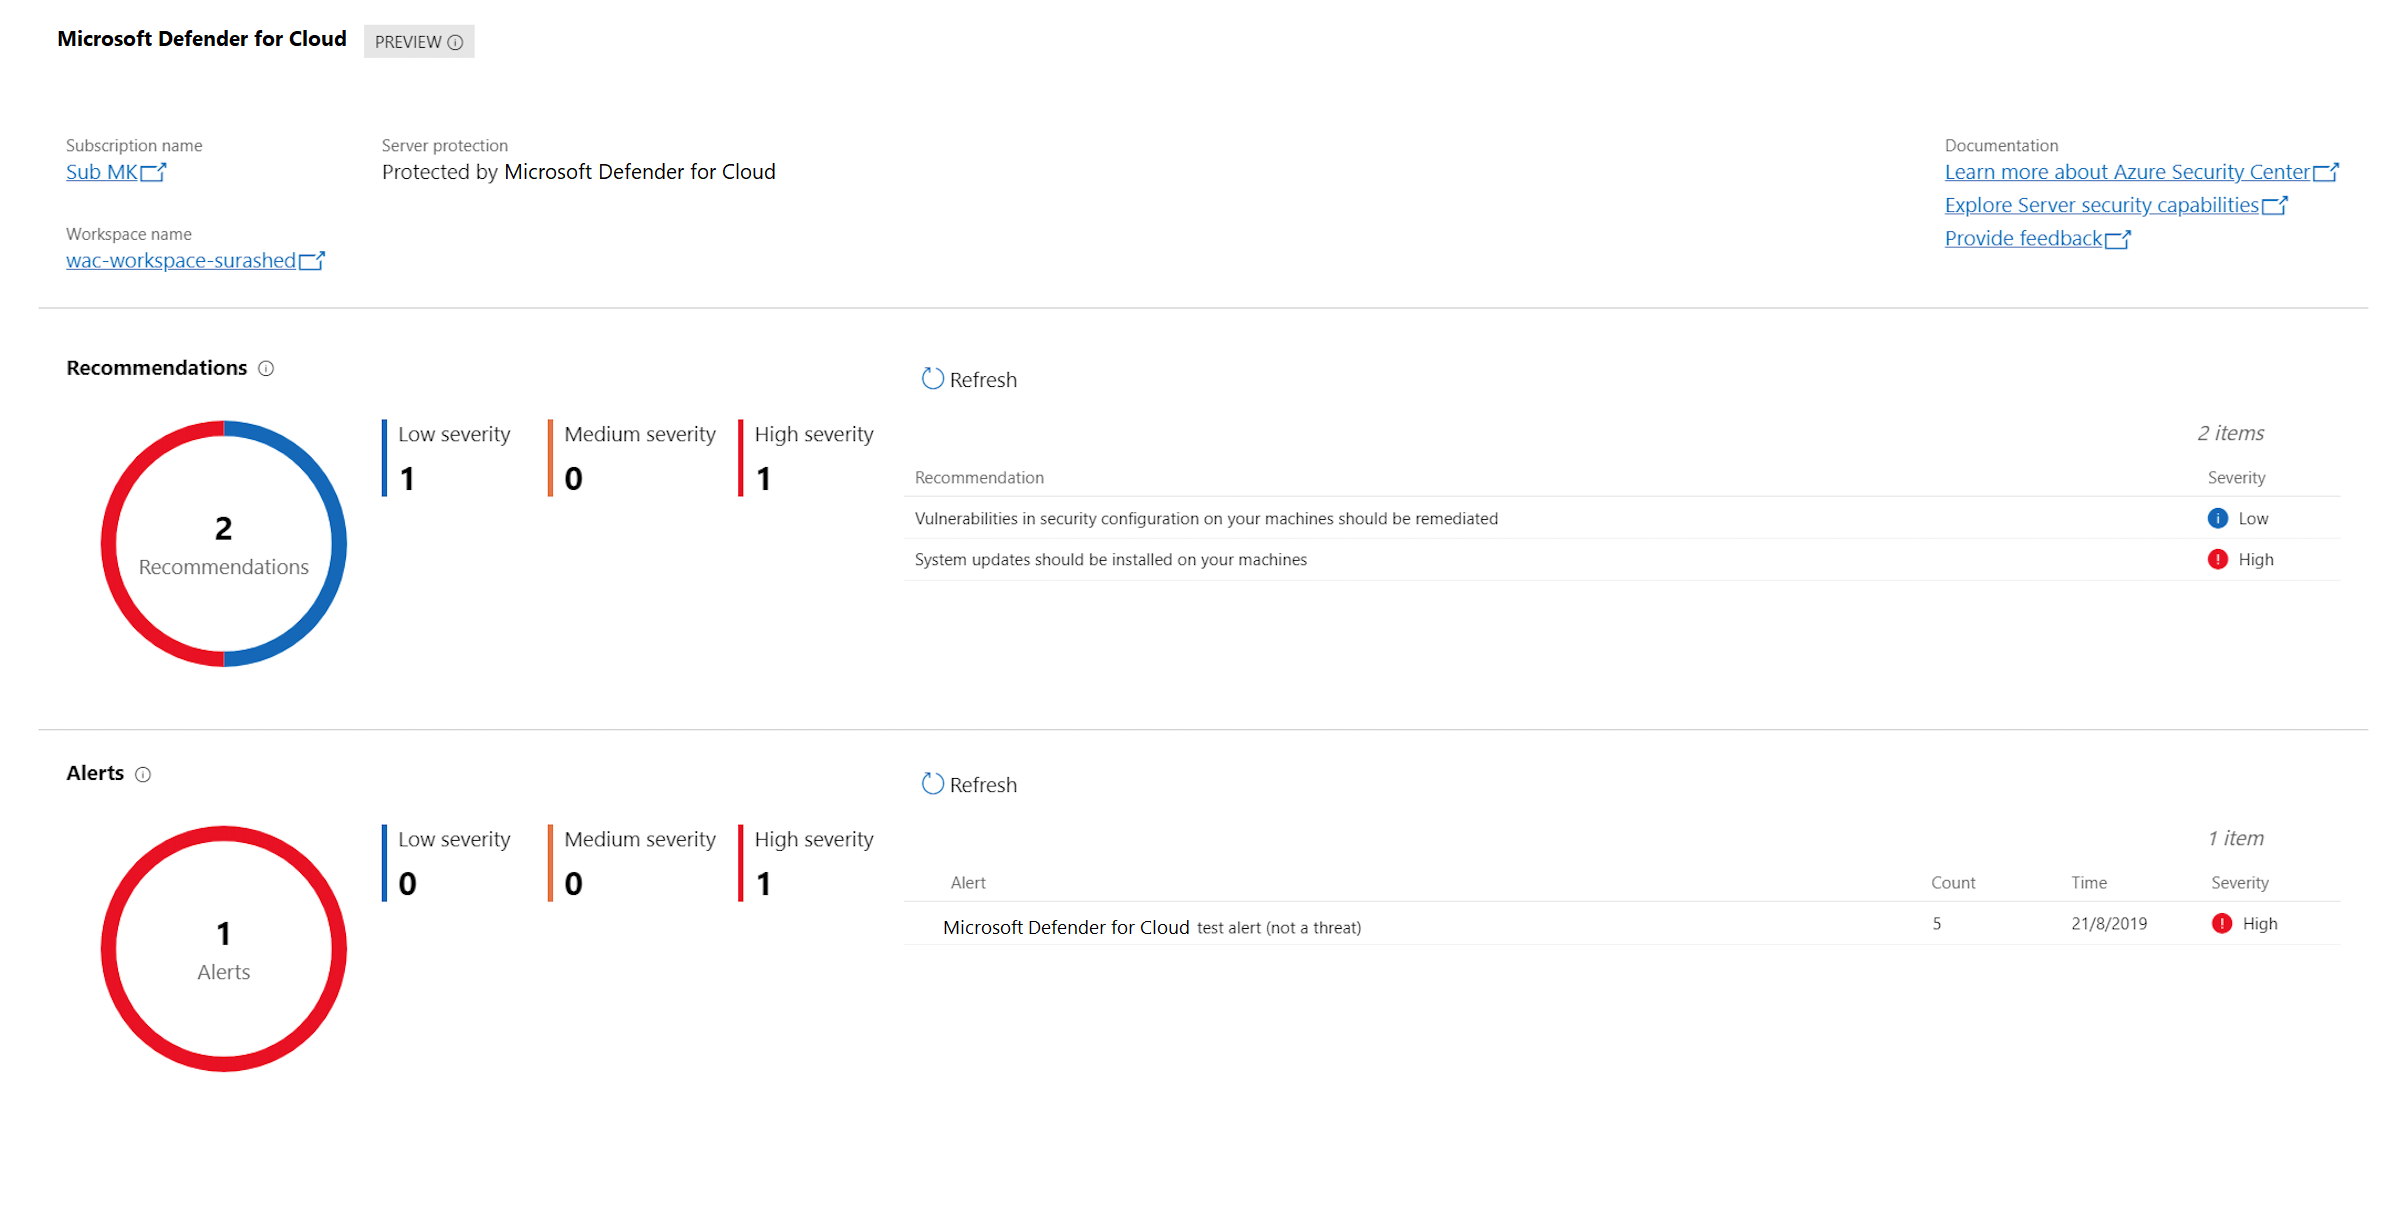 Microsoft Defender for Cloud PREVIEW
Subscription name
Sub MK
Server protection
Protected by Microsoft Defender for Cloud
Documentation
Learn more about Azure Security Center
Explore Server security capabilities
Provide feedback
Workspace name
wac-workspace-surashed
Recommendations
2
Recommendations
Low severity
1
Medium severity
0
High severity
1
Refresh
2 items
Recommendation Severity
Vulnerabilities in security configuration on your machines should be remediated Low
System updates should be installed on your machines High
Alerts
1
Alerts
Low severity
0
Medium severity
0
High severity
1
Refresh
1 item
Alert Count Time Severity
Microsoft Defender for Cloud test alert (not a threat) 5 21/8/2019 High